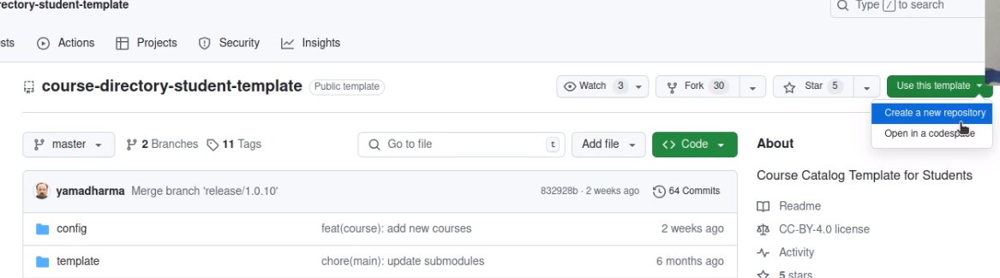 rectory-student-template
Type / to search
sts Actions Projects Security Insights
course-directory-student-template Public template Watch 3 Fork 30 Star 5 Use this template
Create a new repository
Open in a codespace
master 2 Branches 11 Tags Go to file t Add file Code About
Course Catalog Template for Students
yamadharma Merge branch 'release/1.0.10' 832928b · 2 weeks ago 64 Commits
Readme
config feat(course): add new courses 2 weeks ago
CC-BY-4.0 license
Activity
template chore(main): update submodules 6 months ago
5 stars